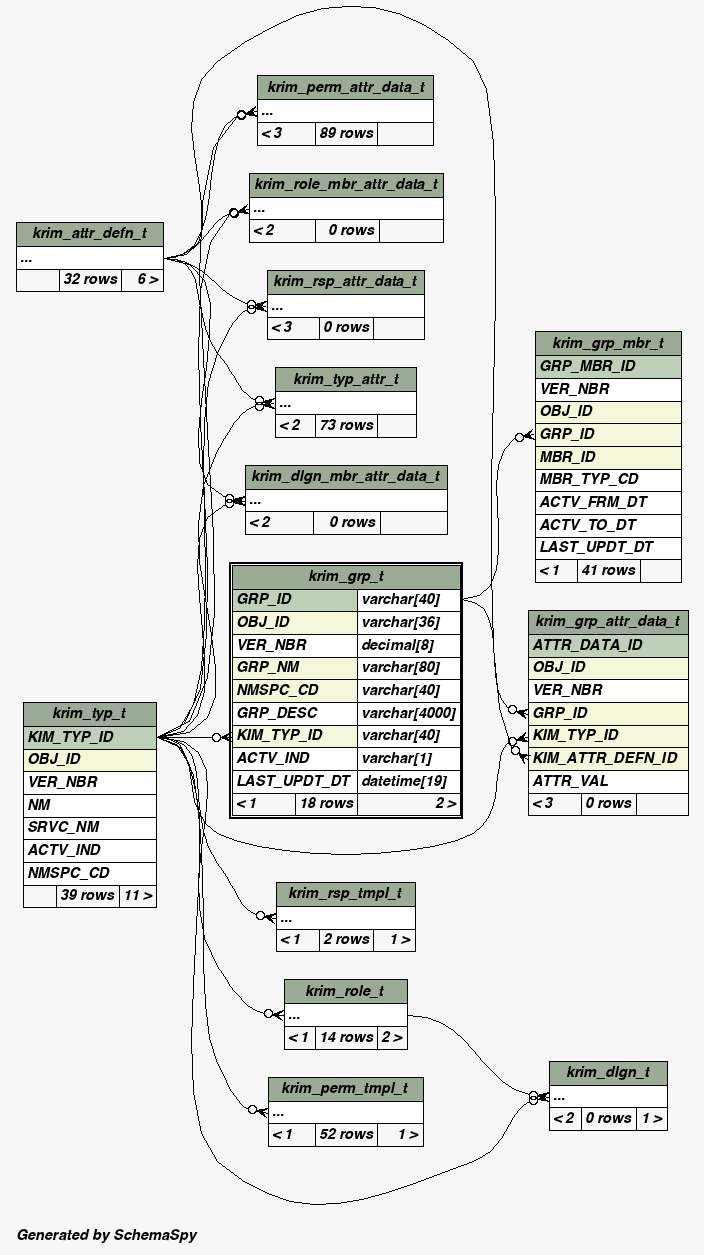 krim_perm_attr_data_t
...
< 3 89 rows
krim_role_mbr_attr_data_t
...
< 2 0 rows
krim_attr_defn_t
...
32 rows 6 >
krim_rsp_attr_data_t
...
< 3 0 rows
krim_typ_attr_t
...
< 2 73 rows
krim_dlgn_mbr_attr_data_t
...
< 2 0 rows
krim_grp_mbr_t
GRP_MBR_ID
VER_NBR
OBJ_ID
GRP_ID
MBR_ID
MBR_TYP_CD
ACTV_FRM_DT
ACTV_TO_DT
LAST_UPDT_DT
< 1 41 rows
krim_grp_t
GRP_ID varchar[40]
OBJ_ID varchar[36]
VER_NBR decimal[8]
GRP_NM varchar[80]
NMSPC_CD varchar[40]
GRP_DESC varchar[4000]
KIM_TYP_ID varchar[40]
ACTV_IND varchar[1]
LAST_UPDT_DT datetime[19]
< 1 18 rows 2 >
krim_grp_attr_data_t
ATTR_DATA_ID
OBJ_ID
VER_NBR
GRP_ID
KIM_TYP_ID
KIM_ATTR_DEFN_ID
ATTR_VAL
< 3 0 rows
krim_typ_t
KIM_TYP_ID
OBJ_ID
VER_NBR
NM
SRVC_NM
ACTV_IND
NMSPC_CD
39 rows 11 >
krim_rsp_tmpl_t
...
< 1 2 rows 1 >
krim_role_t
...
< 1 14 rows 2 >
krim_dlgn_t
...
< 2 0 rows 1 >
krim_perm_tmpl_t
...
< 1 52 rows 1 >
Generated by SchemaSpy